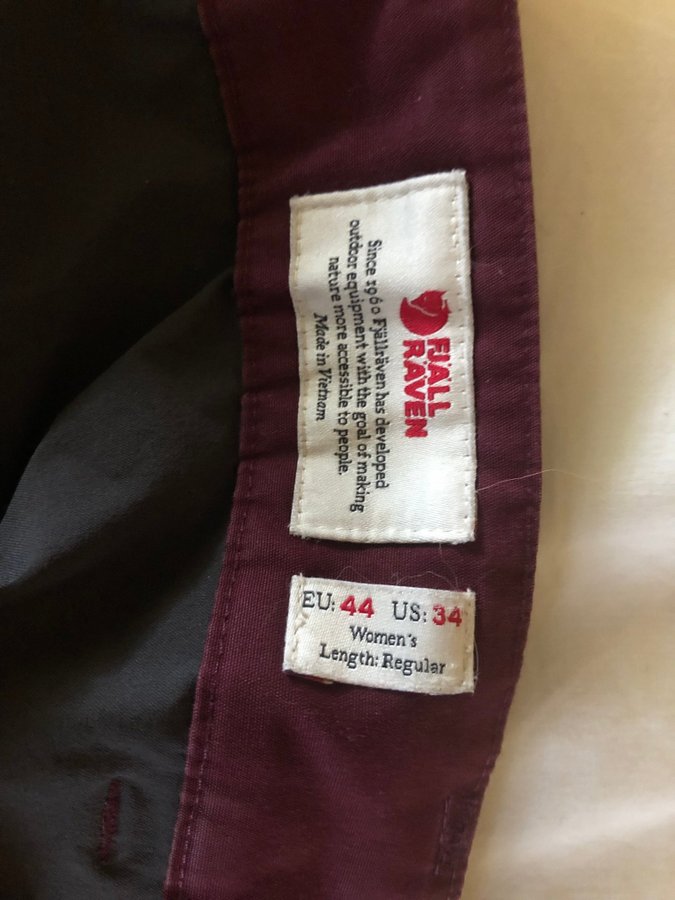 FJÄLL
RÄVEN
Since 1960 Fjällräven has developed
outdoor equipment with the goal of making
nature more accessible to people.
Made in Vietnam
EU: 44 US: 34
Women's
Length: Regular